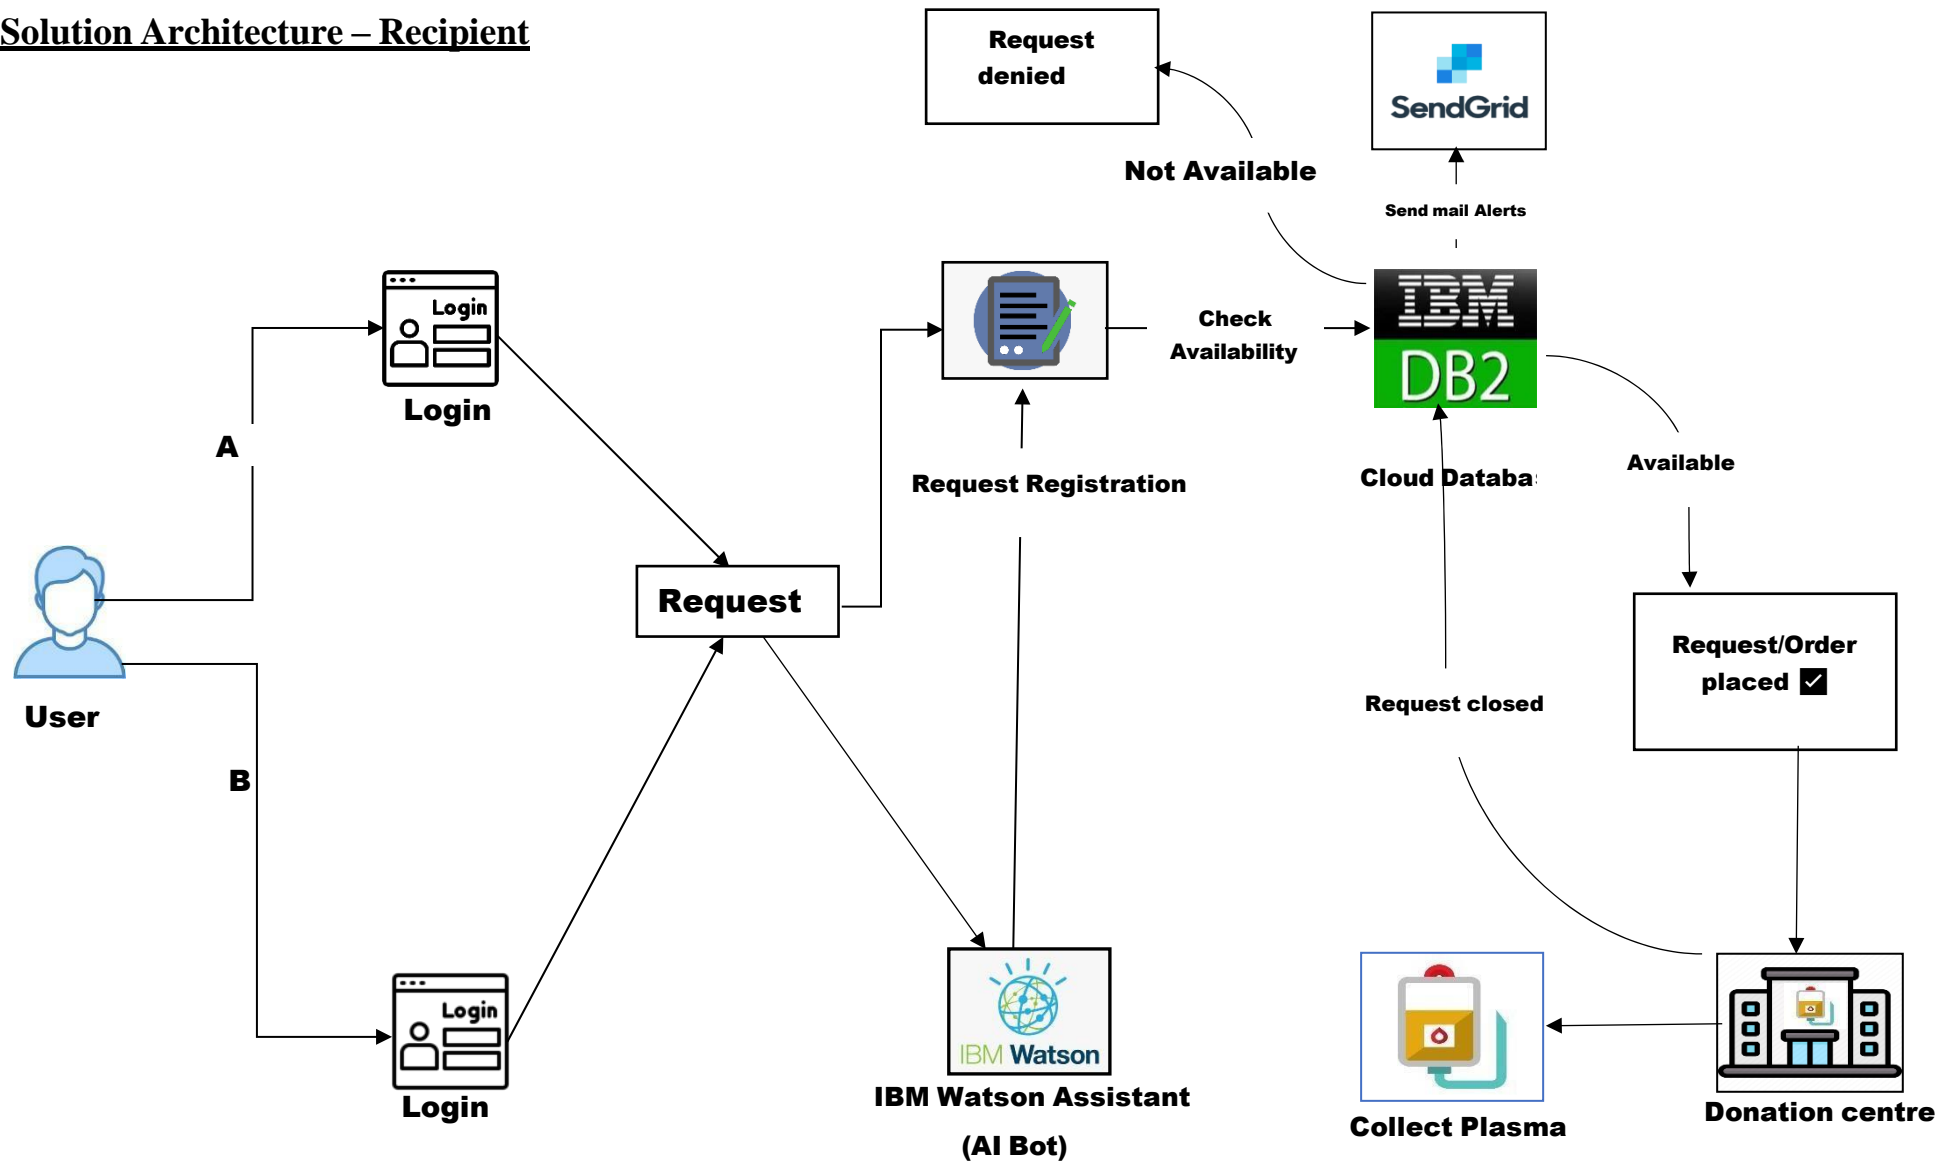 Solution Architecture – Recipient
Request
denied
SendGrid
Not Available
Send mail Alerts
Login
Login
A
Check
Availability
IBM
DB2
Cloud Databa
Available
Request Registration
Request
User
Request/Order
placed
Request closed
B
Login
Login
IBM Watson
IBM Watson Assistant
(AI Bot)
Collect Plasma
Donation centre